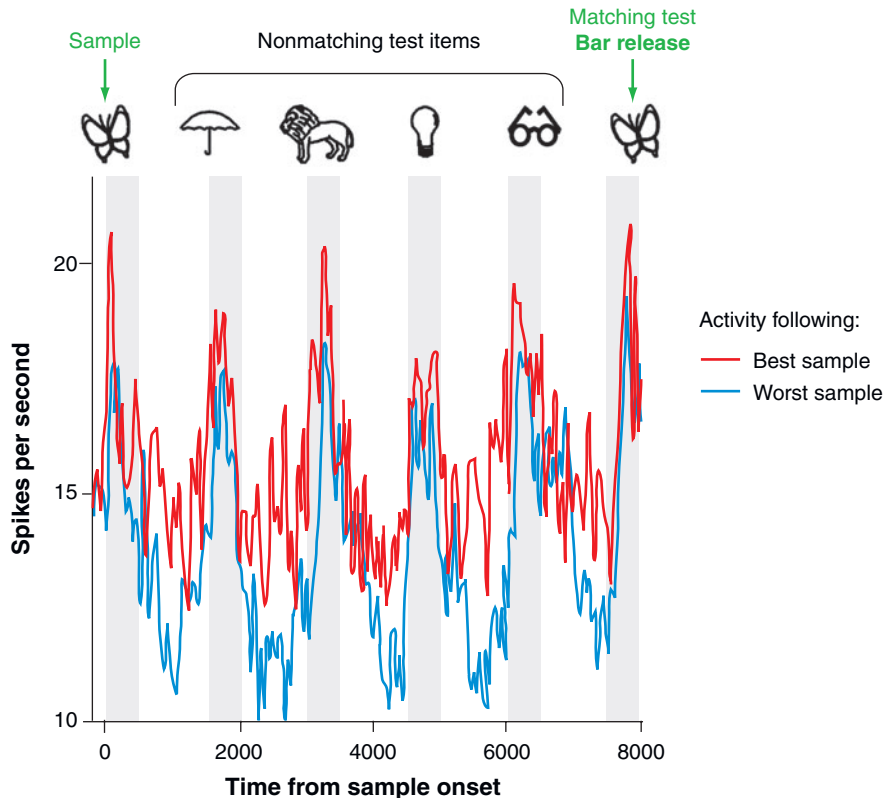 Sample
Nonmatching test items
Matching test
Bar release
20
15
10
Spikes per second
0
2000
4000
6000
8000
Time from sample onset
Activity following:
Best sample
Worst sample